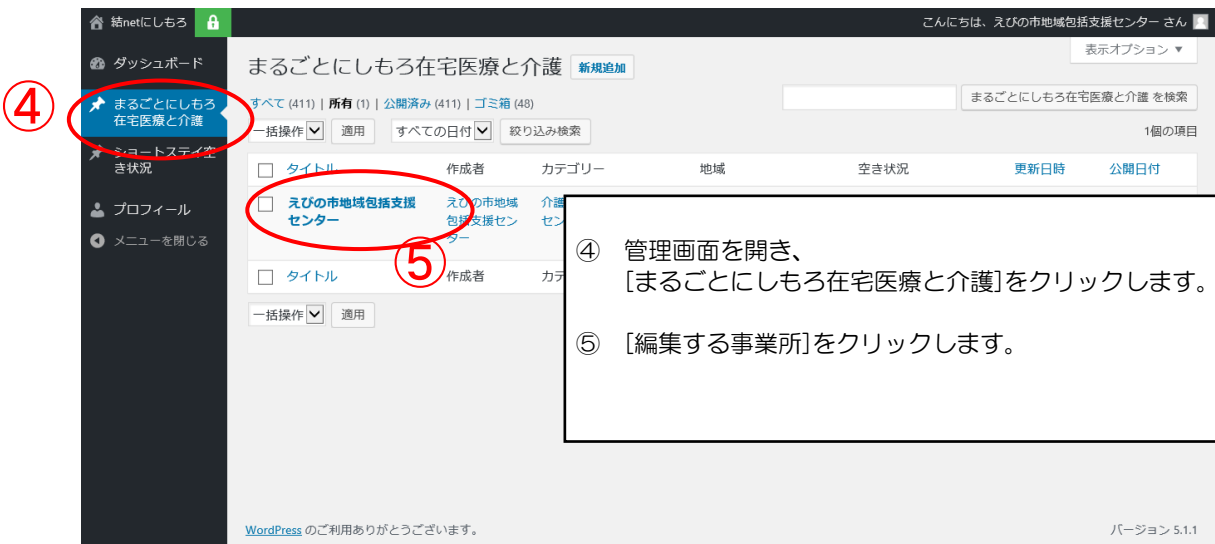 結netにしもろ
こんにちは、えびの市地域包括支援センター さん
表示オプション ▼
ダッシュボード
まるごとにしもろ
在宅医療と介護
ショートステイ空
き状況
プロフィール
メニューを閉じる
④
まるごとにしもろ在宅医療と介護 新規追加
すべて (411) | 所有 (1) | 公開済み (411) | ゴミ箱 (48)
まるごとにしもろ在宅医療と介護 を検索
一括操作 適用 すべての日付 絞り込み検索
1個の項目
タイトル 作成者 カテゴリー 地域 空き状況 更新日時 公開日付
えびの市地域包括支援
センター
えびの市地域
包括支援セン
ター
介護
セン
⑤
タイトル 作成者 カテ
一括操作 適用
④ 管理画面を開き、
[まるごとにしもろ在宅医療と介護]をクリックします。
⑤ [編集する事業所]をクリックします。
WordPress のご利用ありがとうございます。
バージョン 5.1.1